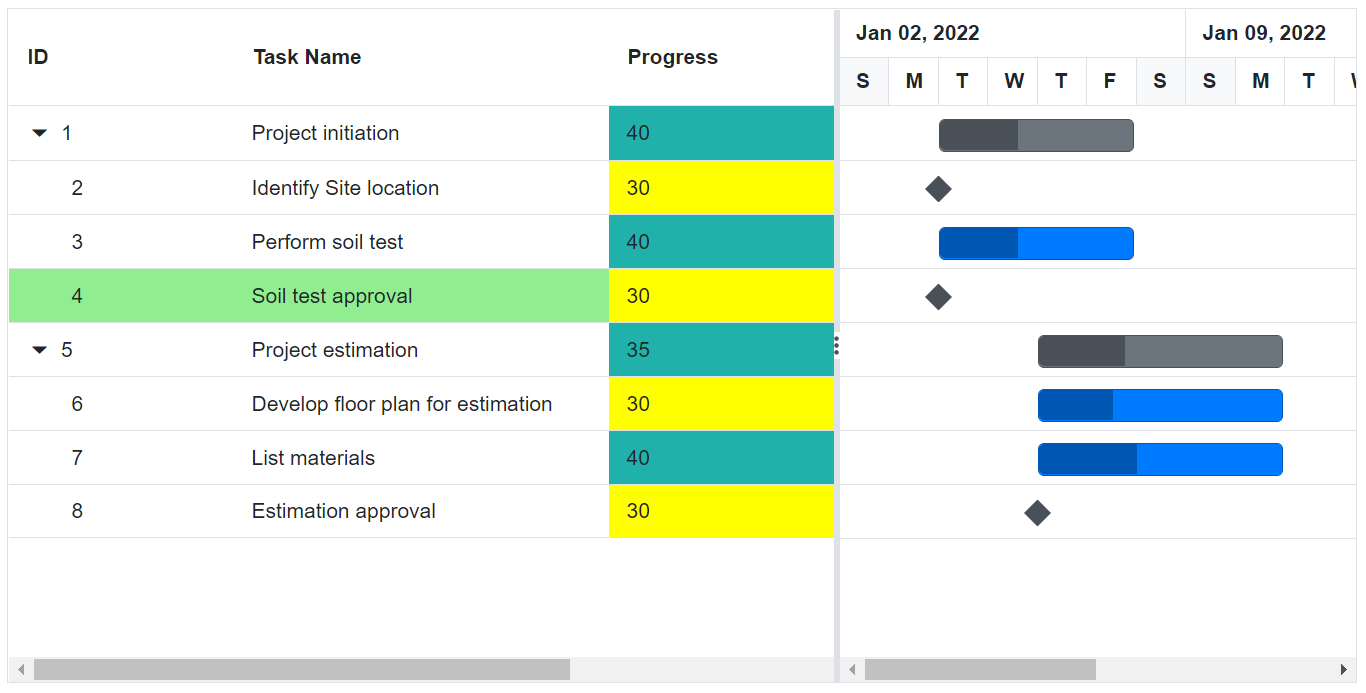 ID Task Name Progress Jan 02, 2022 Jan 09, 2022
S M T W T F S S M T W
1 Project initiation 40
2 Identify Site location 30
3 Perform soil test 40
4 Soil test approval 30
5 Project estimation 35
6 Develop floor plan for estimation 30
7 List materials 40
8 Estimation approval 30